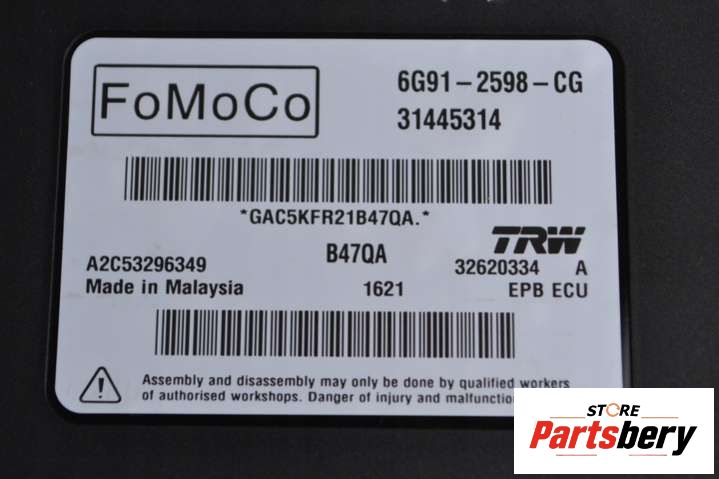 FoMoCo
6G91-2598-CG
31445314
*GAC5KFR21B47QA.*
B47QA
TRW
A2C53296349
32620334 A
Made in Malaysia
1621
EPB ECU
Assembly and disassembly may only be done by qualified workers
of authorised workshops. Danger of injury and malfunction
STORE
Partsbery